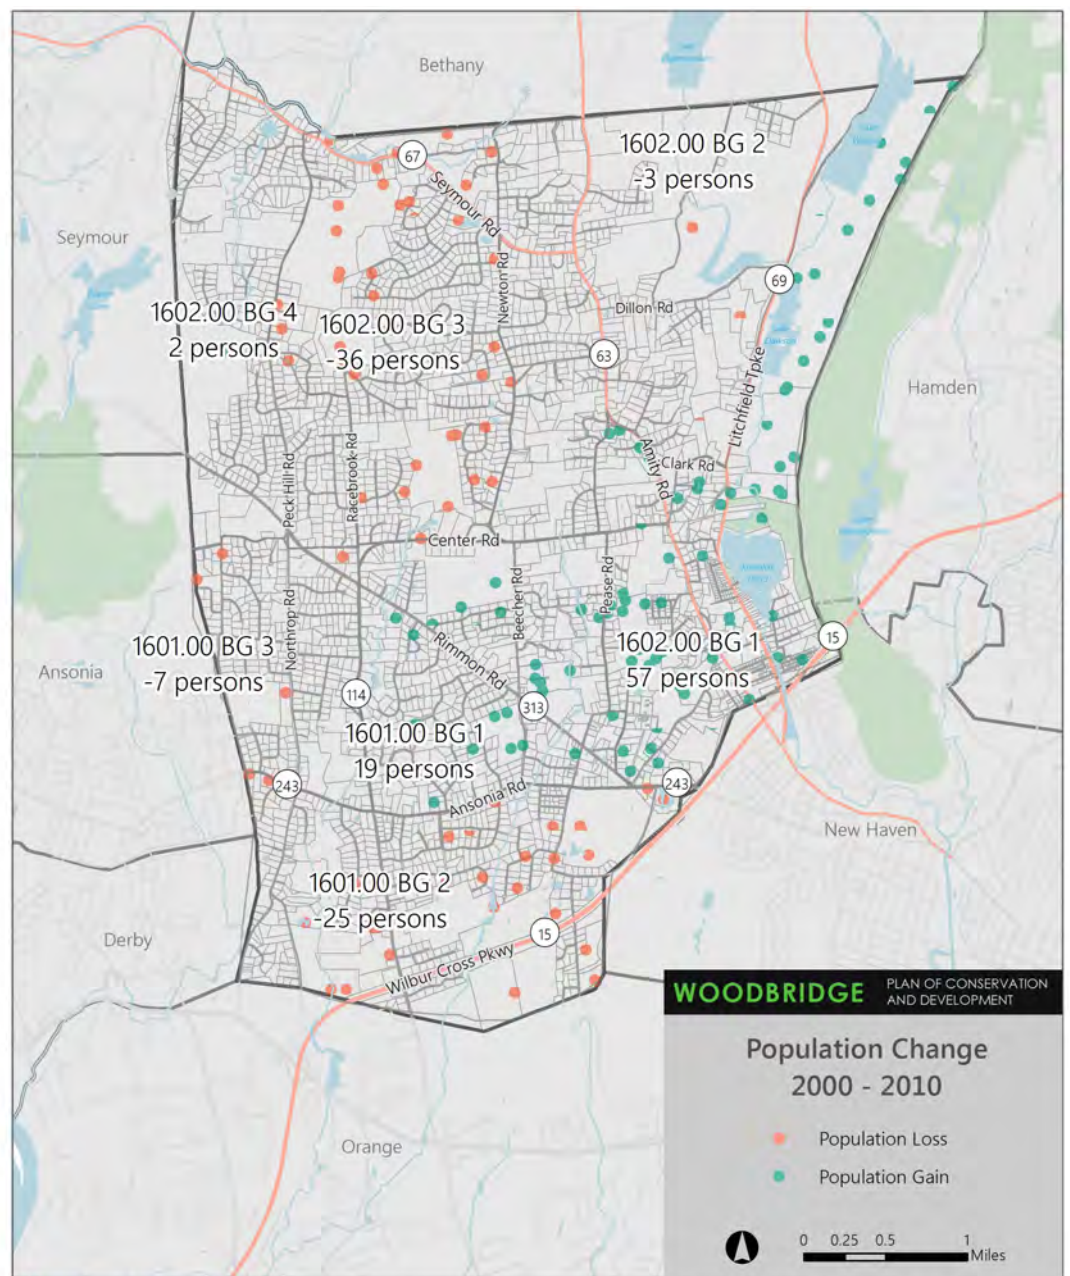 Bethany
1602.00 BG 2
-3 persons
67
Seymour Rd
Seymour
69
Newton Rd
Dillon Rd
1602.00 BG 4
2 persons
1602.00 BG 3
-36 persons
63
Litchfield Tpke
Hamden
Amity Rd
Clark Rd
Peck Hill Rd
Racebrook Rd
Center Rd
Beecher Rd
Pease Rd
Northrop Rd
Rimmon Rd
1601.00 BG 3
-7 persons
1602.00 BG 1
57 persons
15
Ansonia
114
313
1601.00 BG 1
19 persons
243
Ansonia Rd
243
New Haven
1601.00 BG 2
-25 persons
Derby
15
Wilbur Cross Pkwy
Orange
WOODBRIDGE
PLAN OF CONSERVATION
AND DEVELOPMENT
Population Change
2000 - 2010
Population Loss
Population Gain
0 0.25 0.5 1
Miles